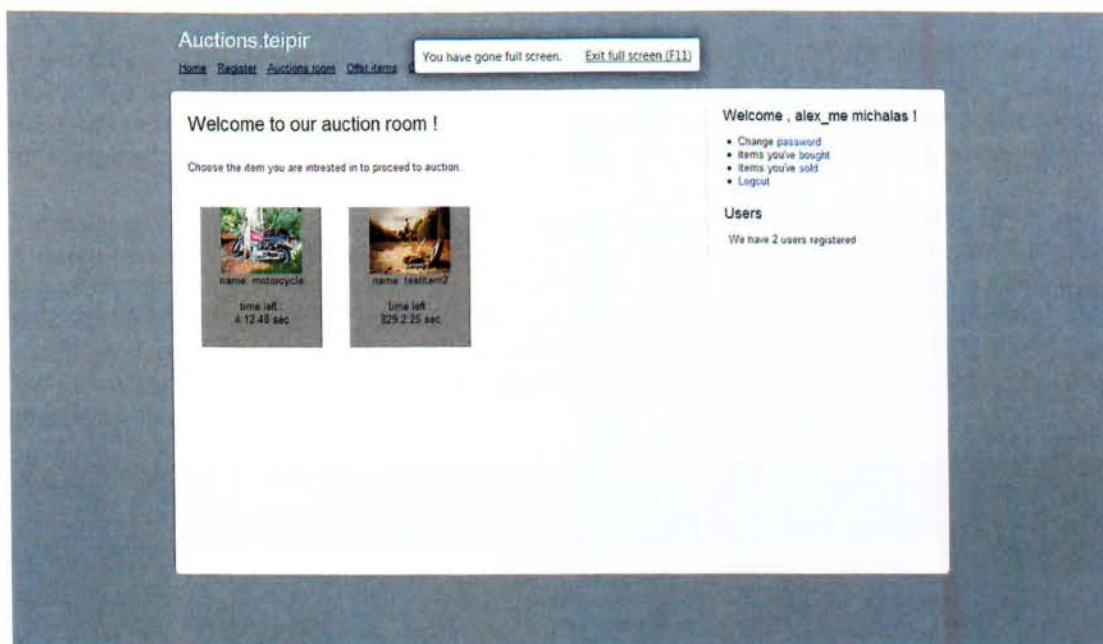 Auctions.teipir
You have gone full screen. Exit full screen (F11)
Home Register Auctions room Offer items
Welcome to our auction room !
Choose the item you are intrested in to proceed to auction.
name: motorcycle
time left :
4:12:48 sec
name: testitem2
time left :
829:2:25 sec
Welcome , alex_me michalas !
• Change password
• items you've bought
• items you've sold
• Logout
Users
We have 2 users registered